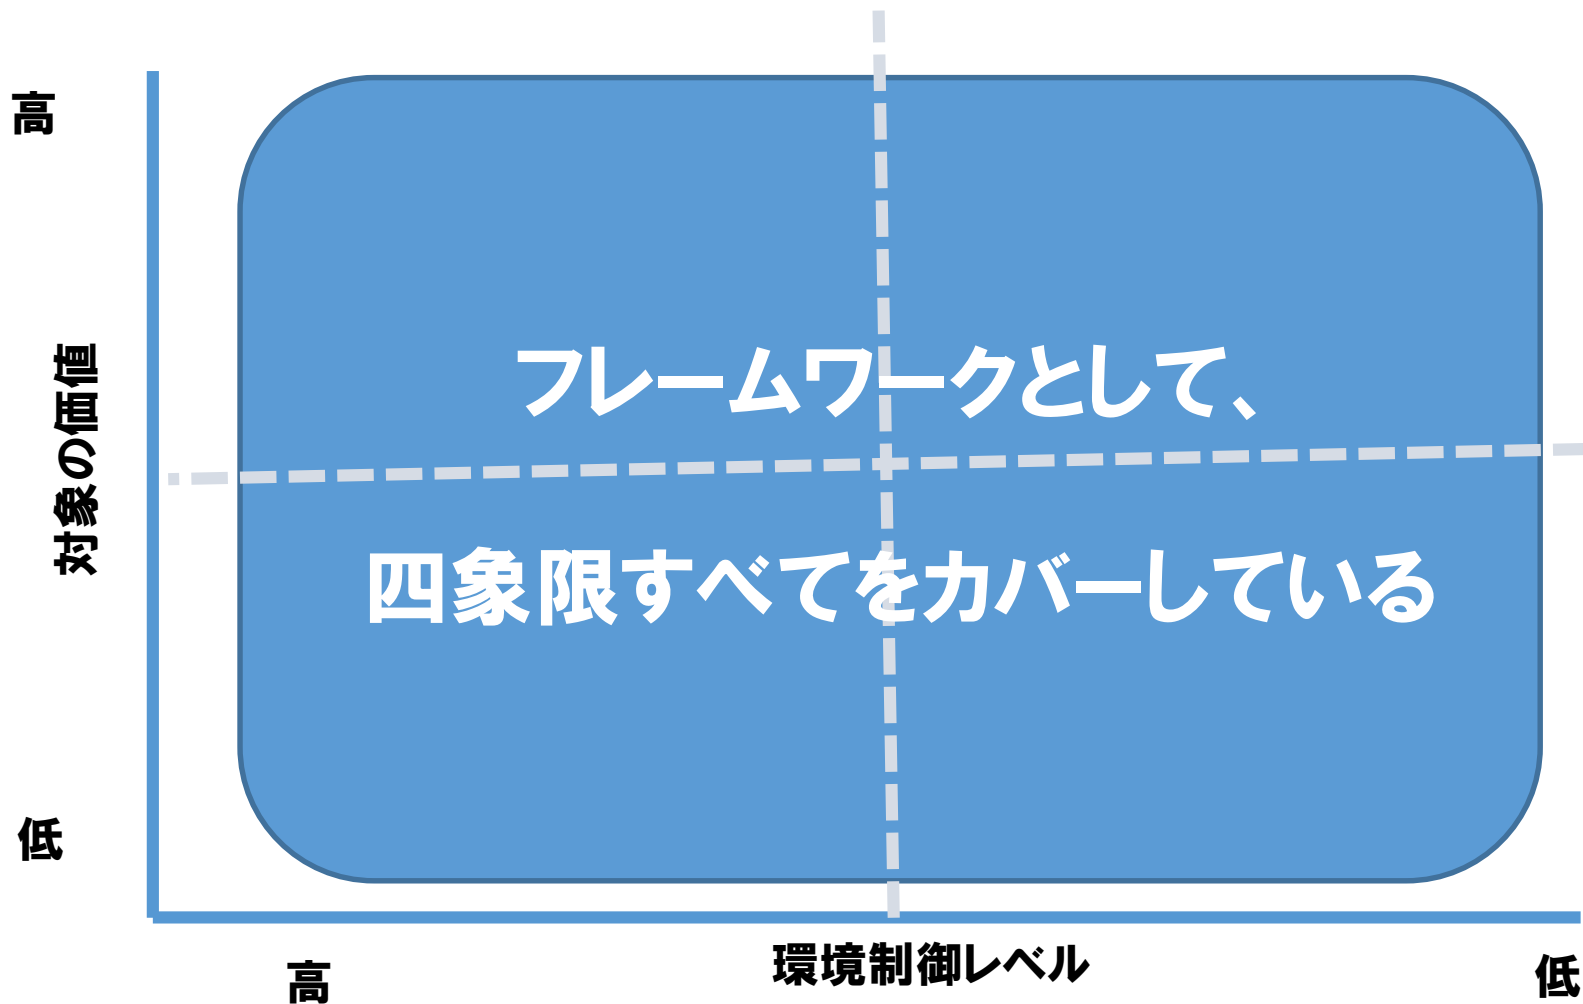 高
対象の価値
フレームワークとして、
四象限すべてをカバーしている
低
高
環境制御レベル
低